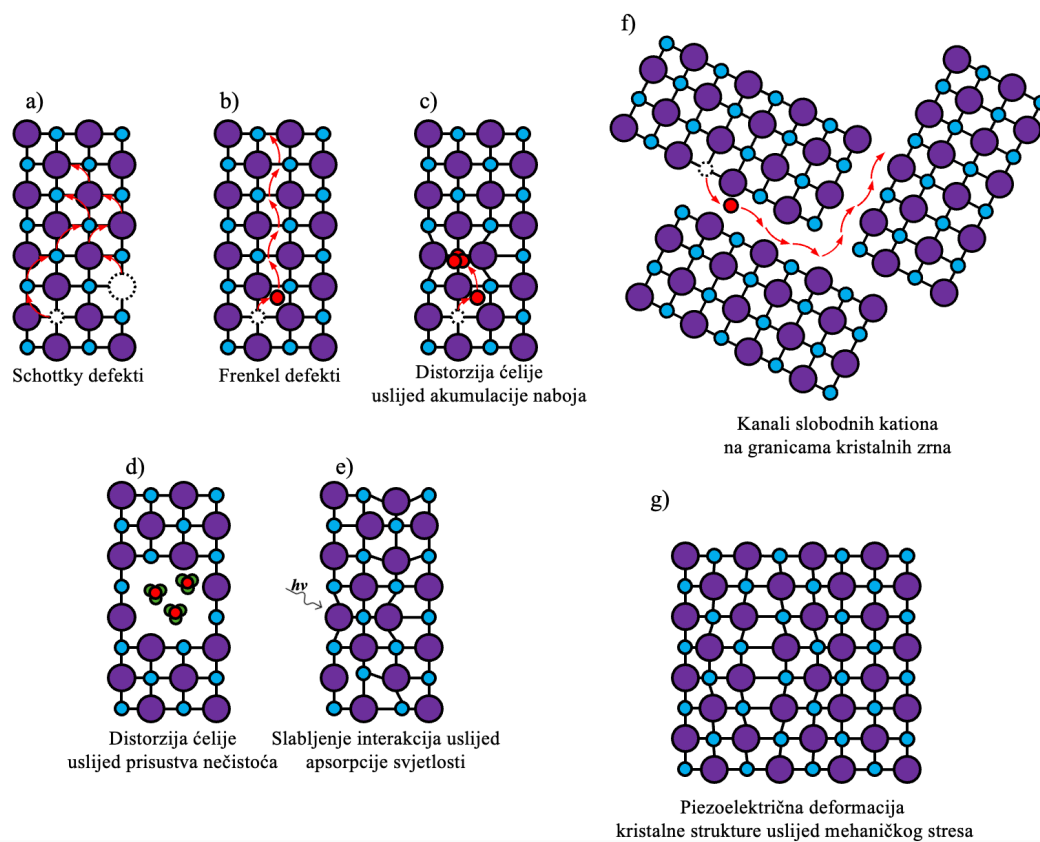 a)
Schottky defekti
b)
Frenkel defekti
c)
Distorzija ćelije
uslijed akumulacije naboja
f)
Kanali slobodnih kationa
na granicama kristalnih zrna
d)
Distorzija ćelije
uslijed prisustva nečistoća
e)
hν
Slabljenje interakcija uslijed
apsorpcije svjetlosti
g)
Piezoelektrična deformacija
kristalne strukture uslijed mehaničkog stresa